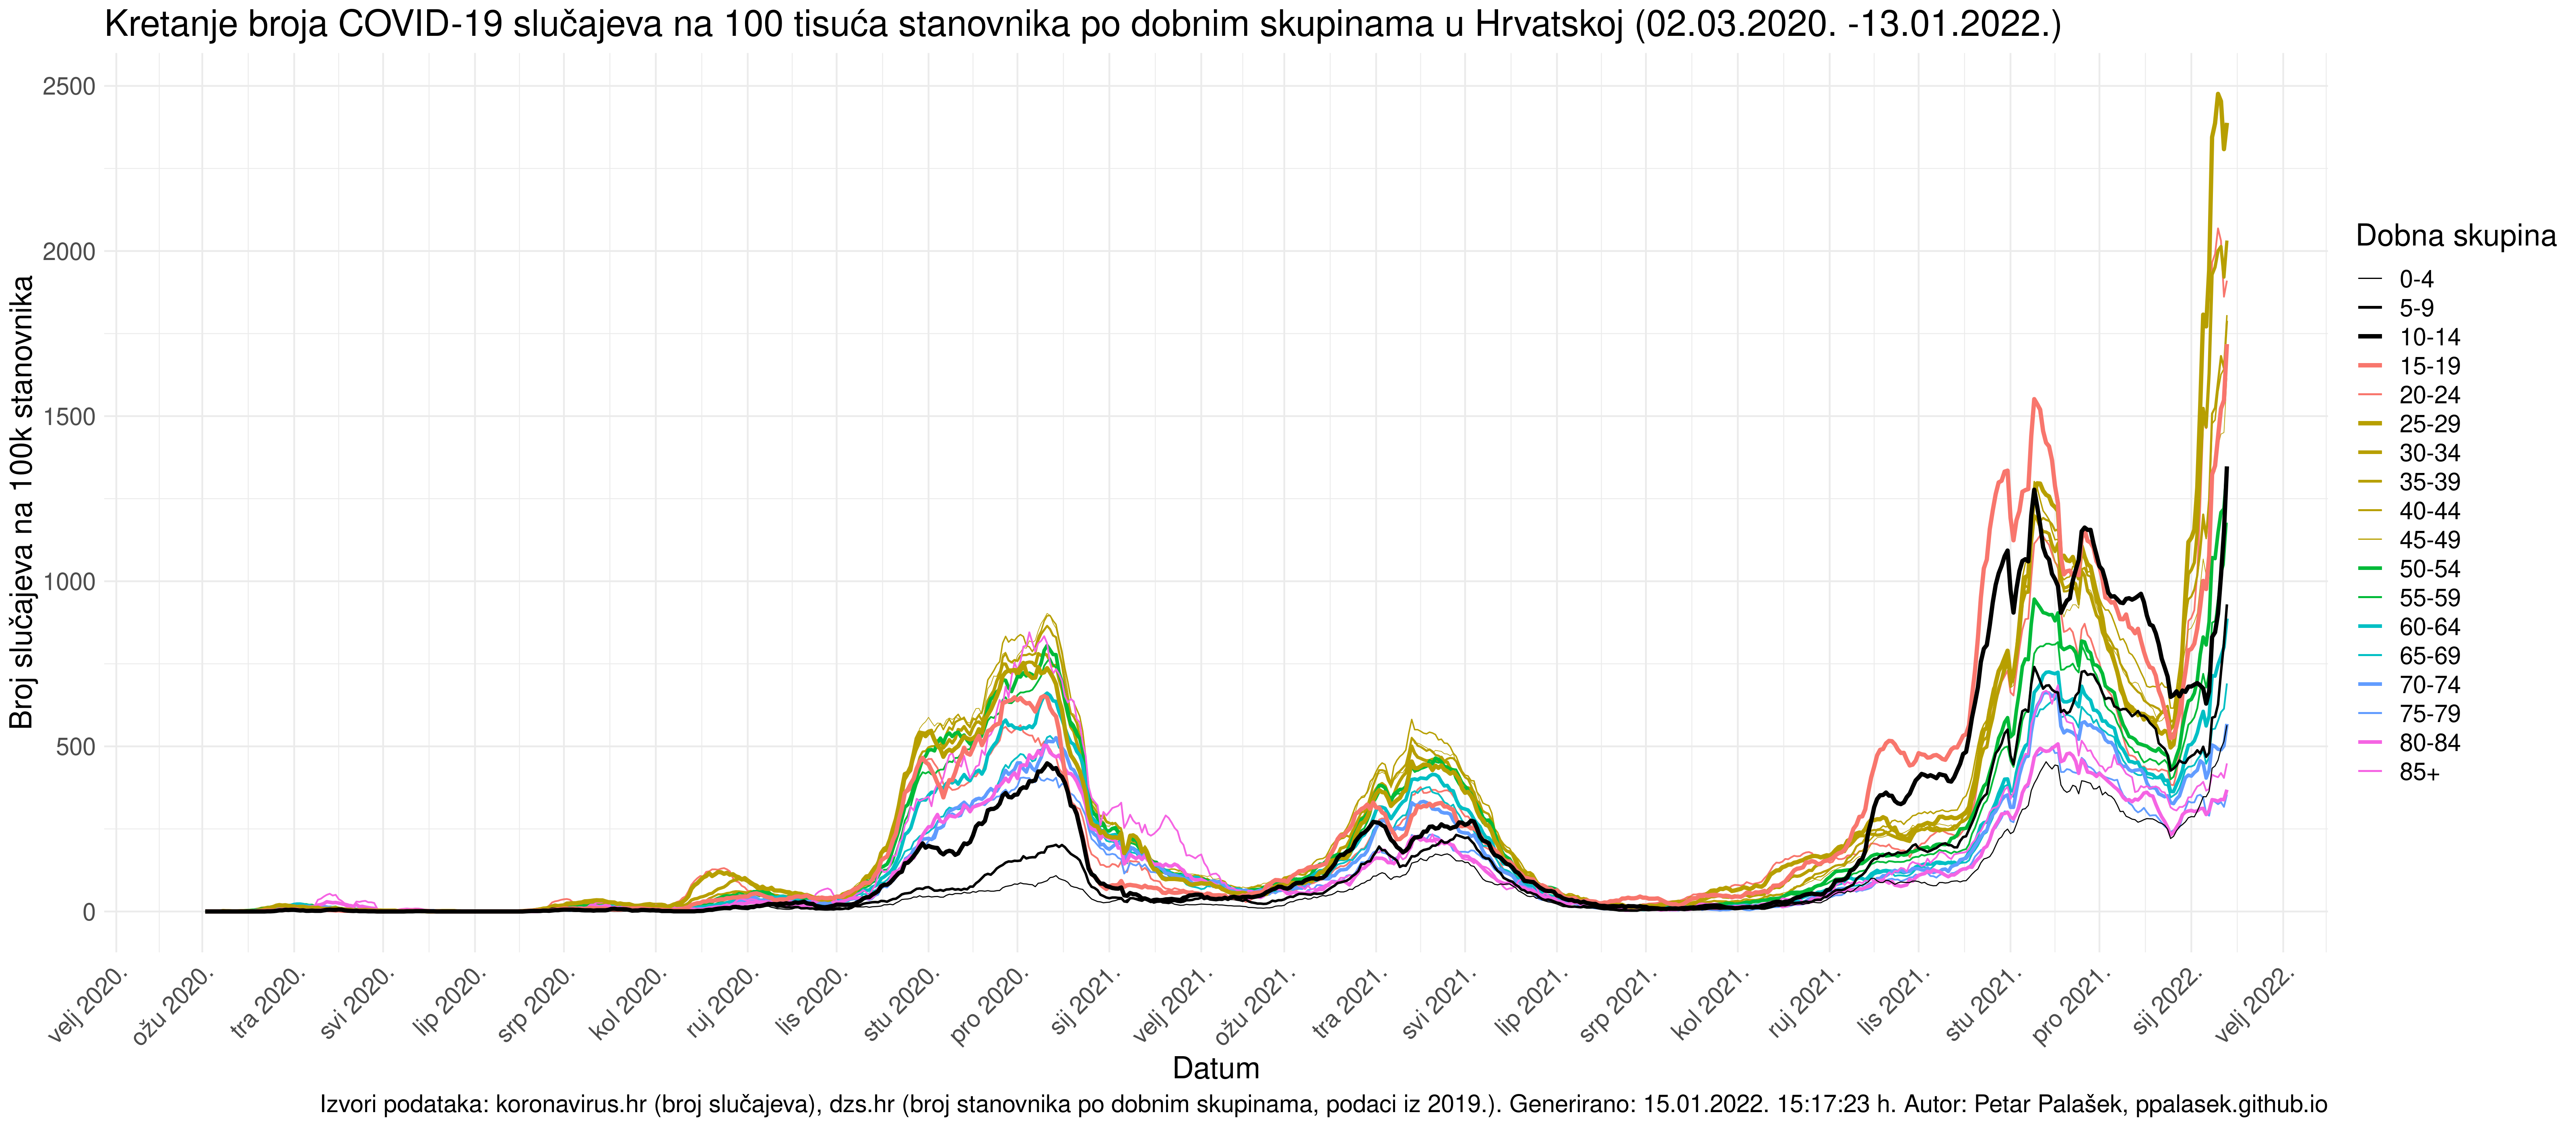 Kretanje broja COVID-19 slučajeva na 100 tisuća stanovnika po dobnim skupinama u Hrvatskoj (02.03.2020. -13.01.2022.)
Broj slučajeva na 100k stanovnika
2500
2000
1500
1000
500
0
velj 2020.
ožu 2020.
tra 2020.
svi 2020.
lip 2020.
srp 2020.
kol 2020.
ruj 2020.
lis 2020.
stu 2020.
pro 2020.
sij 2021.
velj 2021.
ožu 2021.
tra 2021.
svi 2021.
lip 2021.
srp 2021.
kol 2021.
ruj 2021.
lis 2021.
stu 2021.
pro 2021.
sij 2022.
velj 2022.
Datum
Dobna skupina
0-4
5-9
10-14
15-19
20-24
25-29
30-34
35-39
40-44
45-49
50-54
55-59
60-64
65-69
70-74
75-79
80-84
85+
Izvori podataka: koronavirus.hr (broj slučajeva), dzs.hr (broj stanovnika po dobnim skupinama, podaci iz 2019.). Generirano: 15.01.2022. 15:17:23 h. Autor: Petar Palašek, ppalasek.github.io